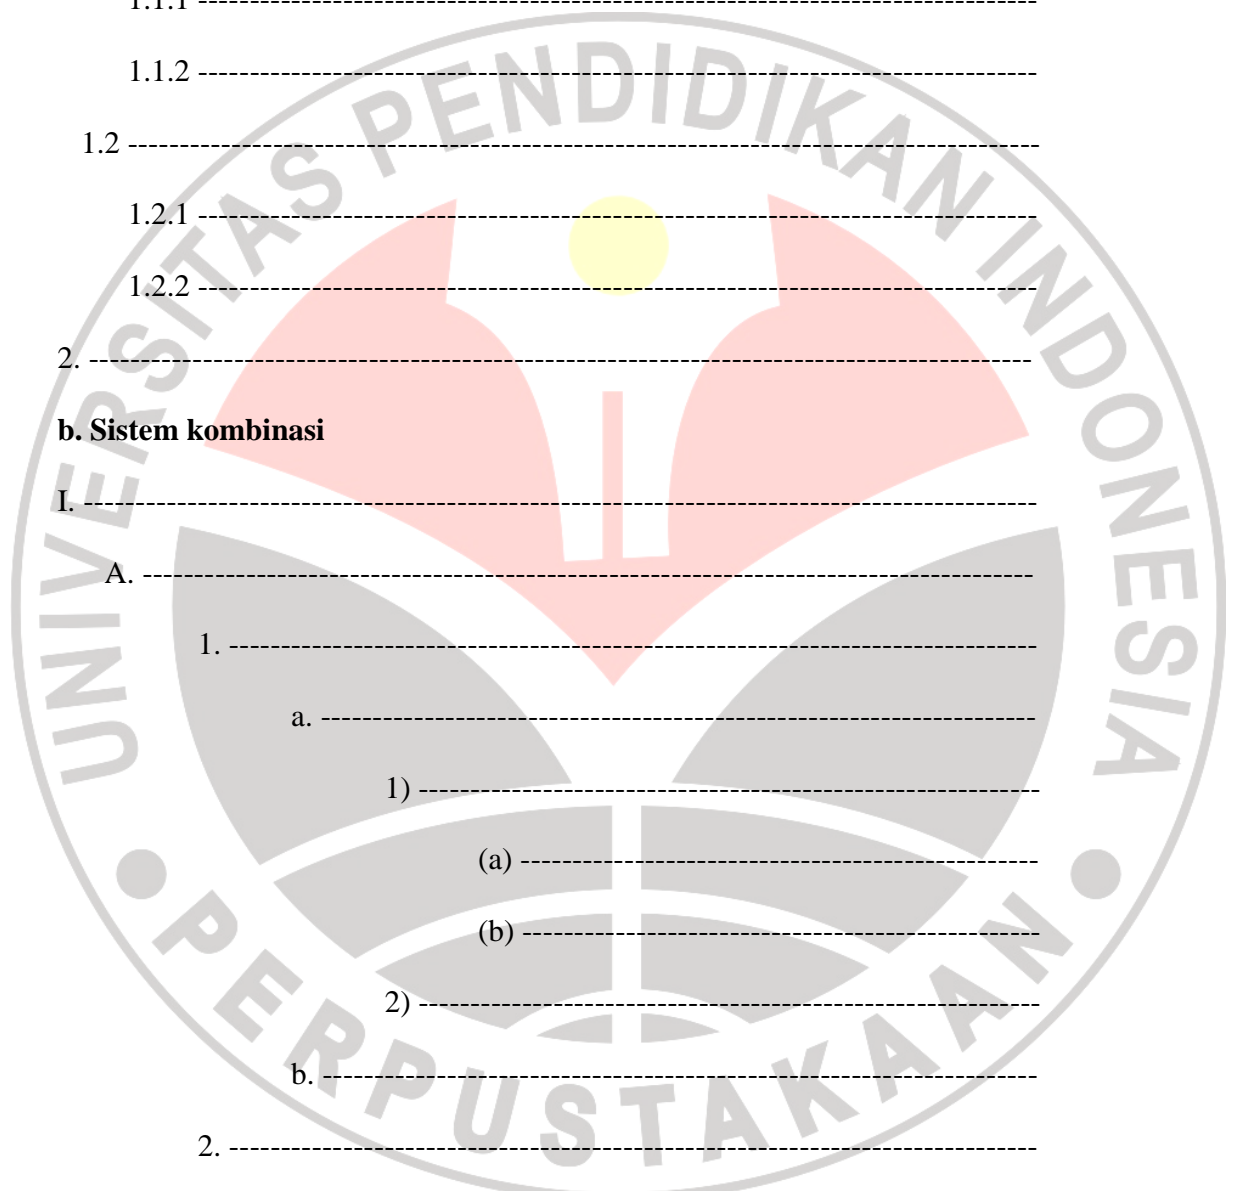 1.1.1 ---------------------------------------------------------------------------------
1.1.2 ---------------------------------------------------------------------------------
1.2 ----------------------------------------------------------------------------------------
1.2.1 ---------------------------------------------------------------------------------
1.2.2 ---------------------------------------------------------------------------------
2. -------------------------------------------------------------------------------------------
b. Sistem kombinasi
I. --------------------------------------------------------------------------------------------
A. --------------------------------------------------------------------------------------
1. ------------------------------------------------------------------------------
a. ---------------------------------------------------------------------
1) ------------------------------------------------------------
(a) --------------------------------------------------
(b) --------------------------------------------------
2) ------------------------------------------------------------
b. ---------------------------------------------------------------------
2. ------------------------------------------------------------------------------
UNIVERSITAS PENDIDIKAN INDONESIA
PERPUSTAKAAN